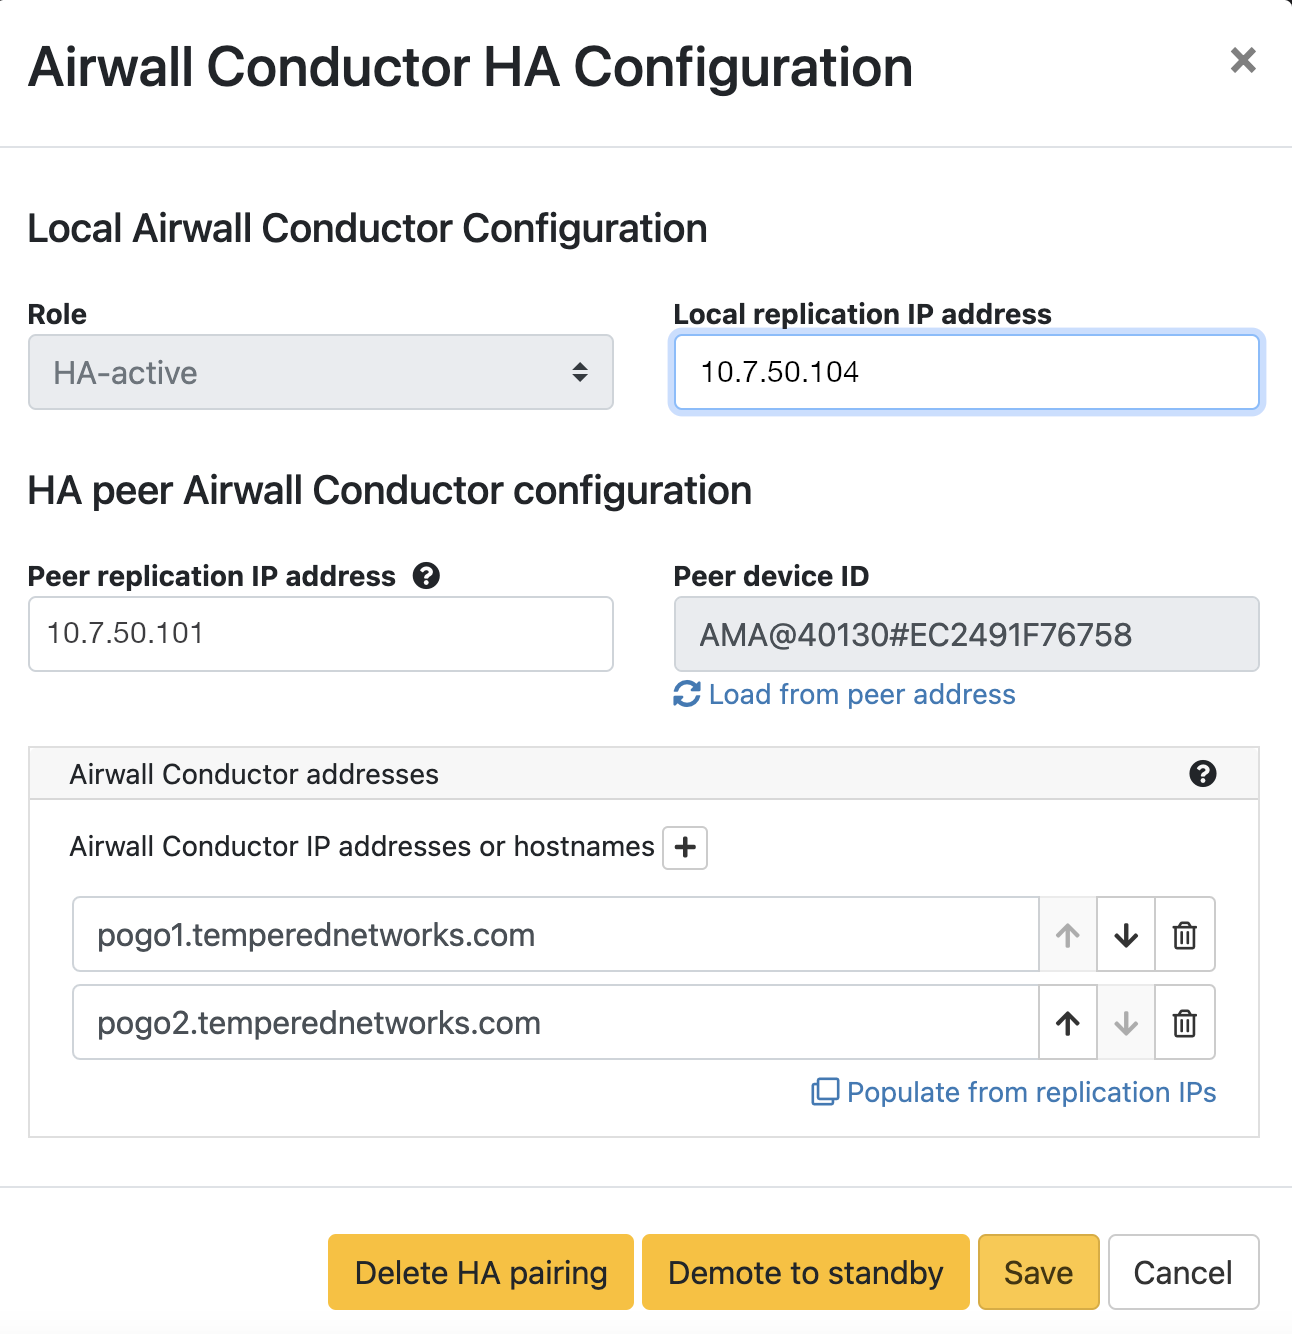 Airwall Conductor HA Configuration
Local Airwall Conductor Configuration
Role
Local replication IP address
HA-active
10.7.50.104
HA peer Airwall Conductor configuration
Peer replication IP address
Peer device ID
10.7.50.101
AMA@40130#EC2491F76758
Load from peer address
Airwall Conductor addresses
Airwall Conductor IP addresses or hostnames
pogo1.temperednetworks.com
pogo2.temperednetworks.com
Populate from replication IPs
Delete HA pairing
Demote to standby
Save
Cancel